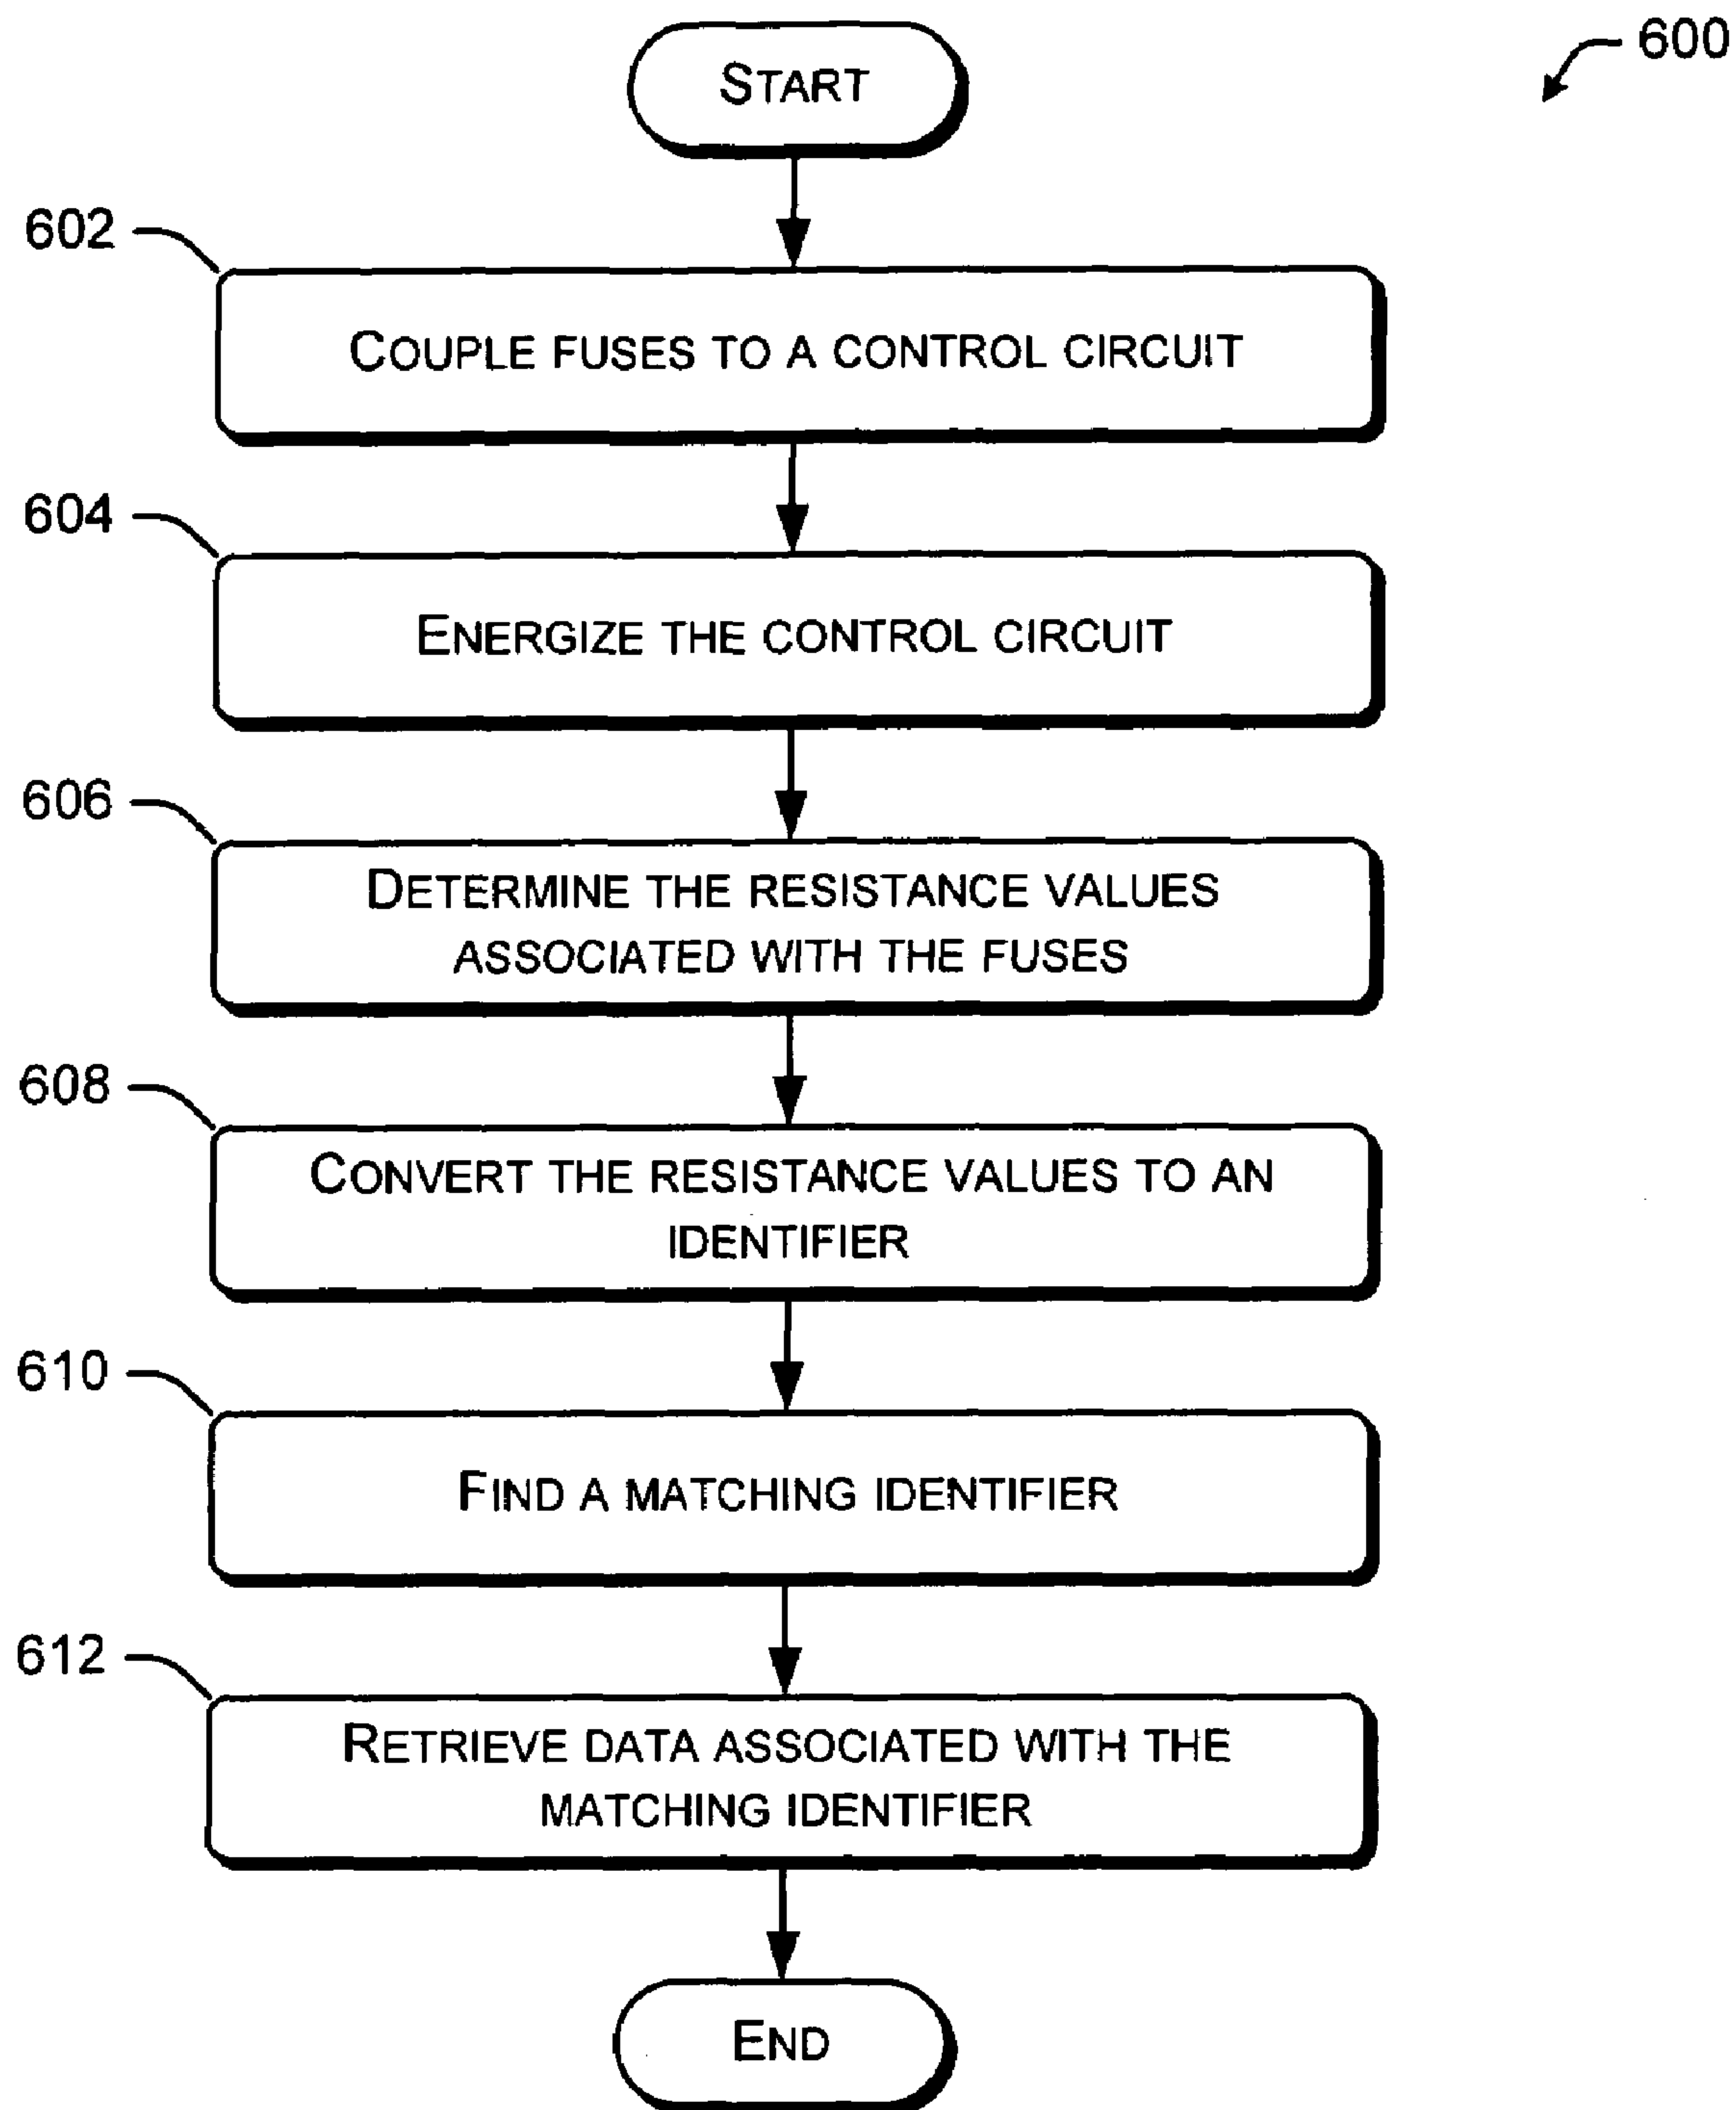 START
600
602
COUPLE FUSES TO A CONTROL CIRCUIT
604
ENERGIZE THE CONTROL CIRCUIT
606
DETERMINE THE RESISTANCE VALUES
ASSOCIATED WITH THE FUSES
608
CONVERT THE RESISTANCE VALUES TO AN
IDENTIFIER
610
FIND A MATCHING IDENTIFIER
612
RETRIEVE DATA ASSOCIATED WITH THE
MATCHING IDENTIFIER
END